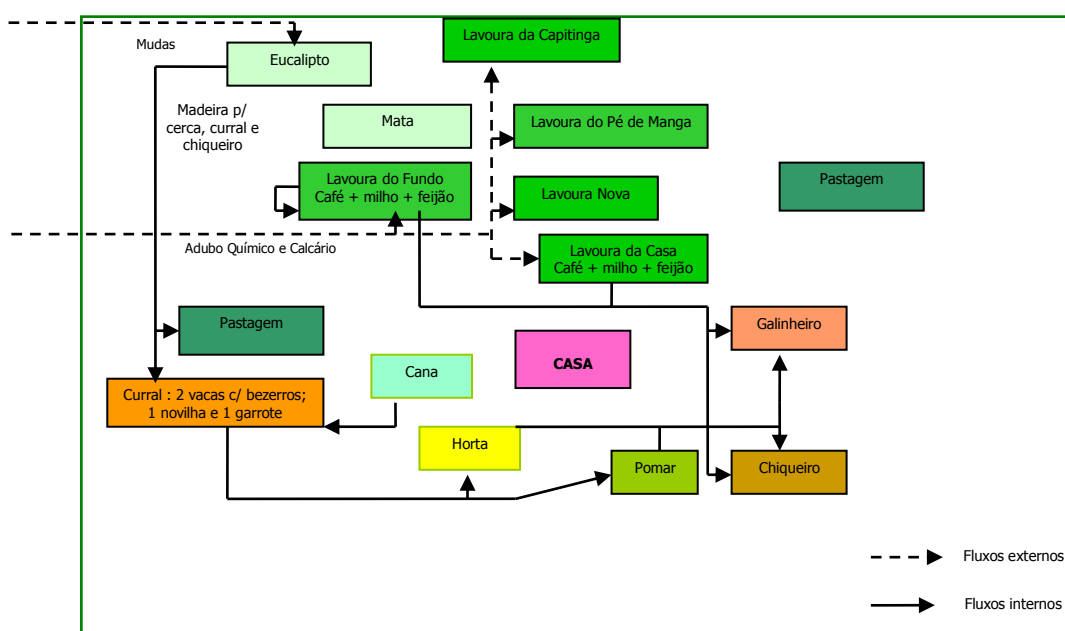 Lavoura da Capitinga
Mudas
Eucalipto
Madeira p/
cerca, curral e
chiqueiro
Mata
Lavoura do Pé de Manga
Lavoura do Fundo
Café + milho + feijão
Lavoura Nova
Pastagem
Adubo Químico e Calcário
Lavoura da Casa
Café + milho + feijão
Pastagem
Galinheiro
Cana
CASA
Curral : 2 vacas c/ bezerros;
1 novilha e 1 garrote
Horta
Pomar
Chiqueiro
Fluxos externos
Fluxos internos